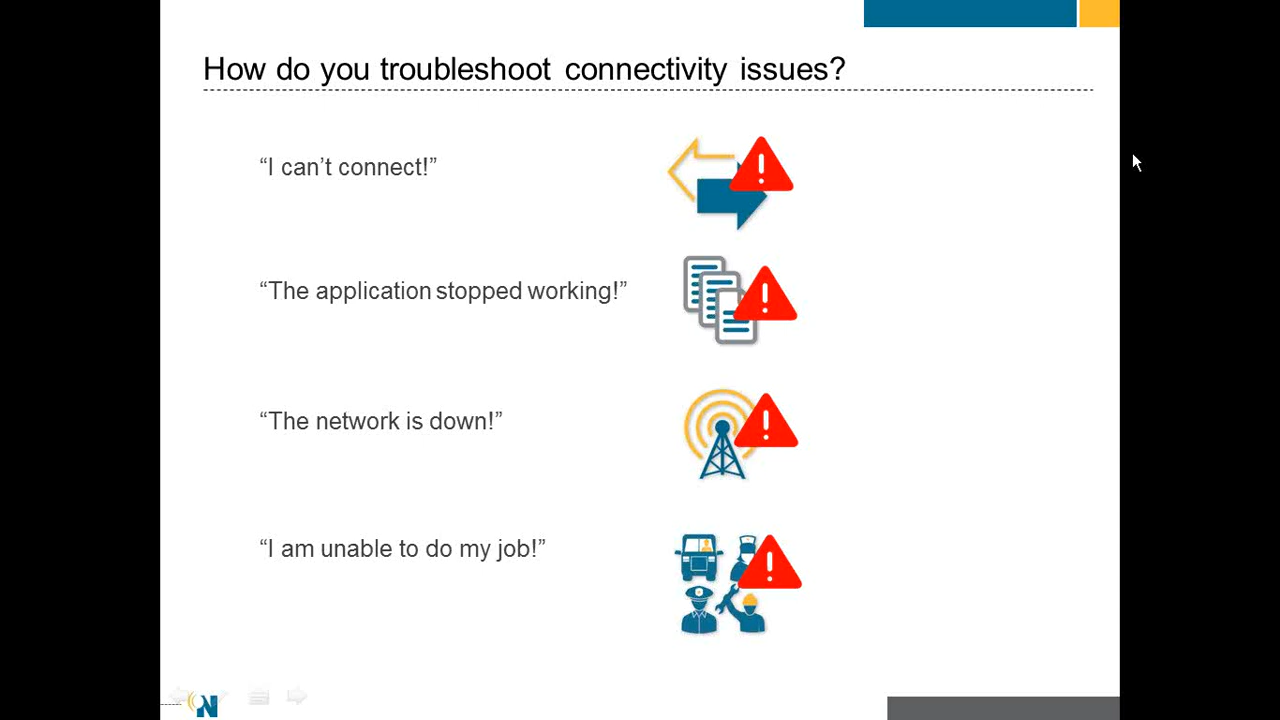 How do you troubleshoot connectivity issues?
“I can’t connect!”
“The application stopped working!”
“The network is down!”
“I am unable to do my job!”
N